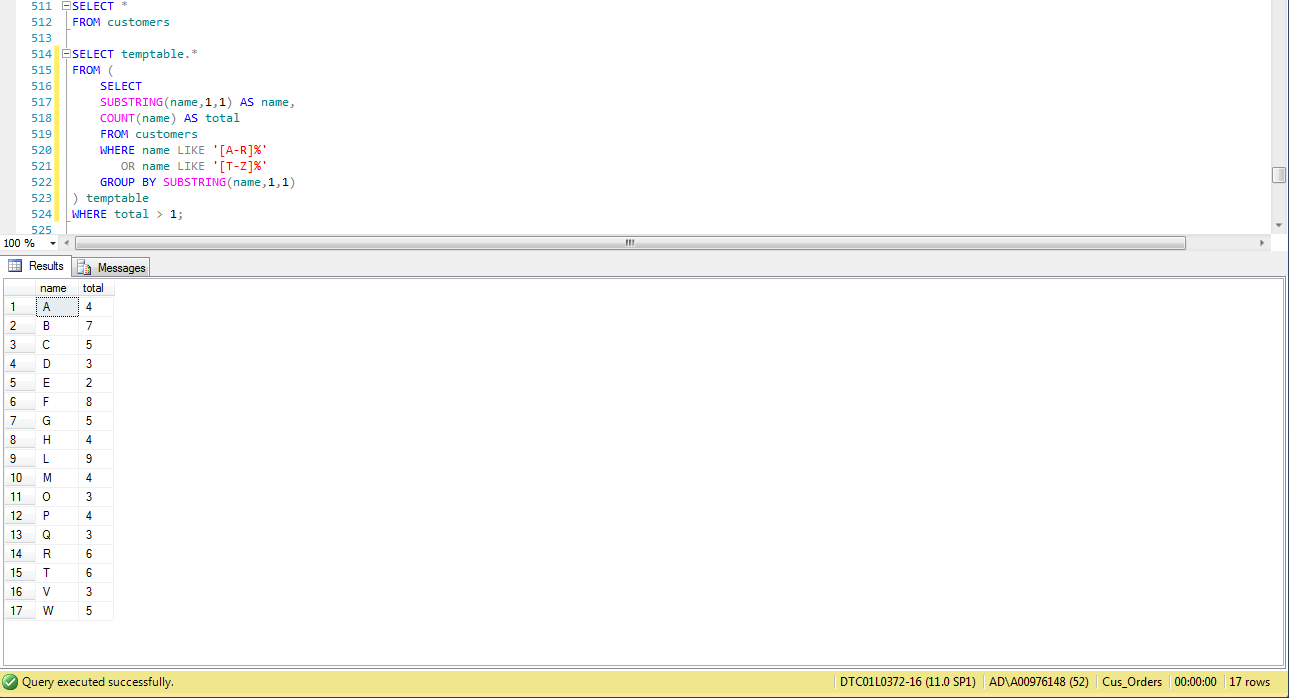 511 SELECT *
512 FROM customers
513
514 SELECT temptable.*
515 FROM (
516 SELECT
517 SUBSTRING(name,1,1) AS name,
518 COUNT(name) AS total
519 FROM customers
520 WHERE name LIKE '[A-R]%'
521 OR name LIKE '[T-Z]%'
522 GROUP BY SUBSTRING(name,1,1)
523 ) temptable
524 WHERE total > 1;
525
100 %
Results Messages
name total
1 A 4
2 B 7
3 C 5
4 D 3
5 E 2
6 F 8
7 G 5
8 H 4
9 L 9
10 M 4
11 O 3
12 P 4
13 Q 3
14 R 6
15 T 6
16 V 3
17 W 5
Query executed successfully. DTC01L0372-16 (11.0 SP1) AD\A00976148 (52) Cus_Orders 00:00:00 17 rows